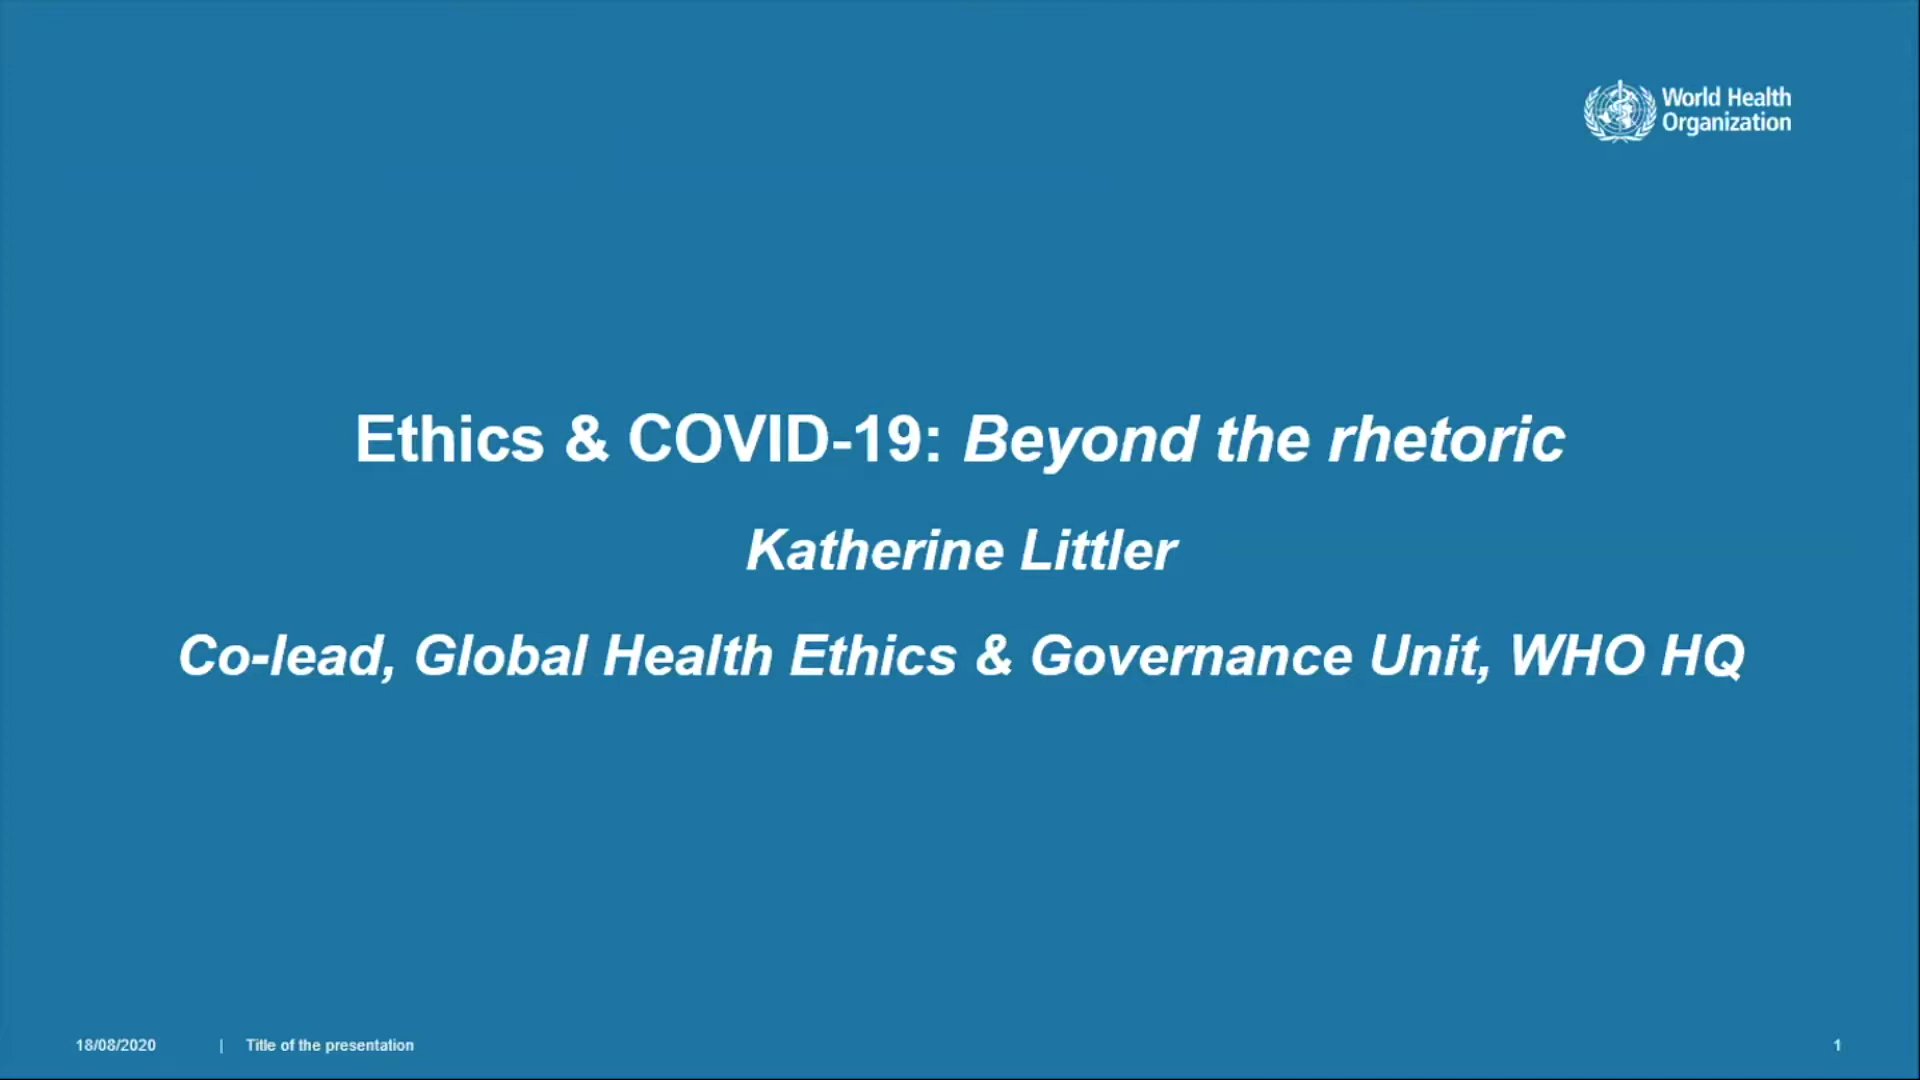 World Health
Organization
Ethics & COVID-19: Beyond the rhetoric
Katherine Littler
Co-lead, Global Health Ethics & Governance Unit, WHO HQ
18/08/2020 | Title of the presentation 1